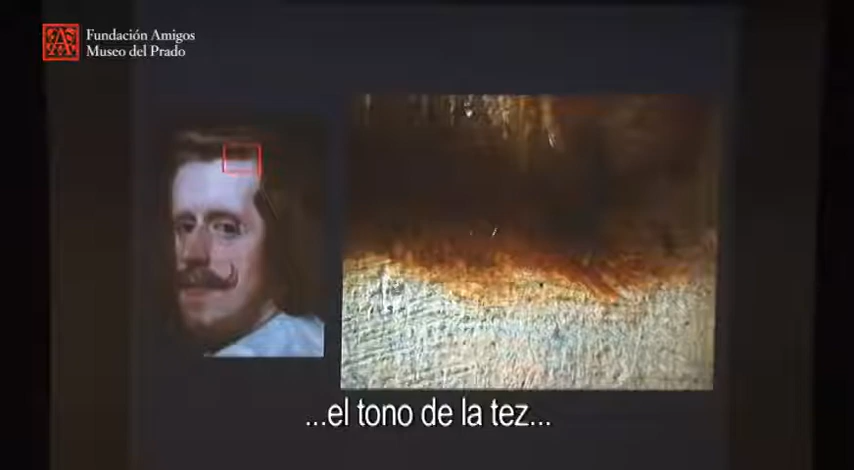 Fundación Amigos
Museo del Prado
...el tono de la tez...